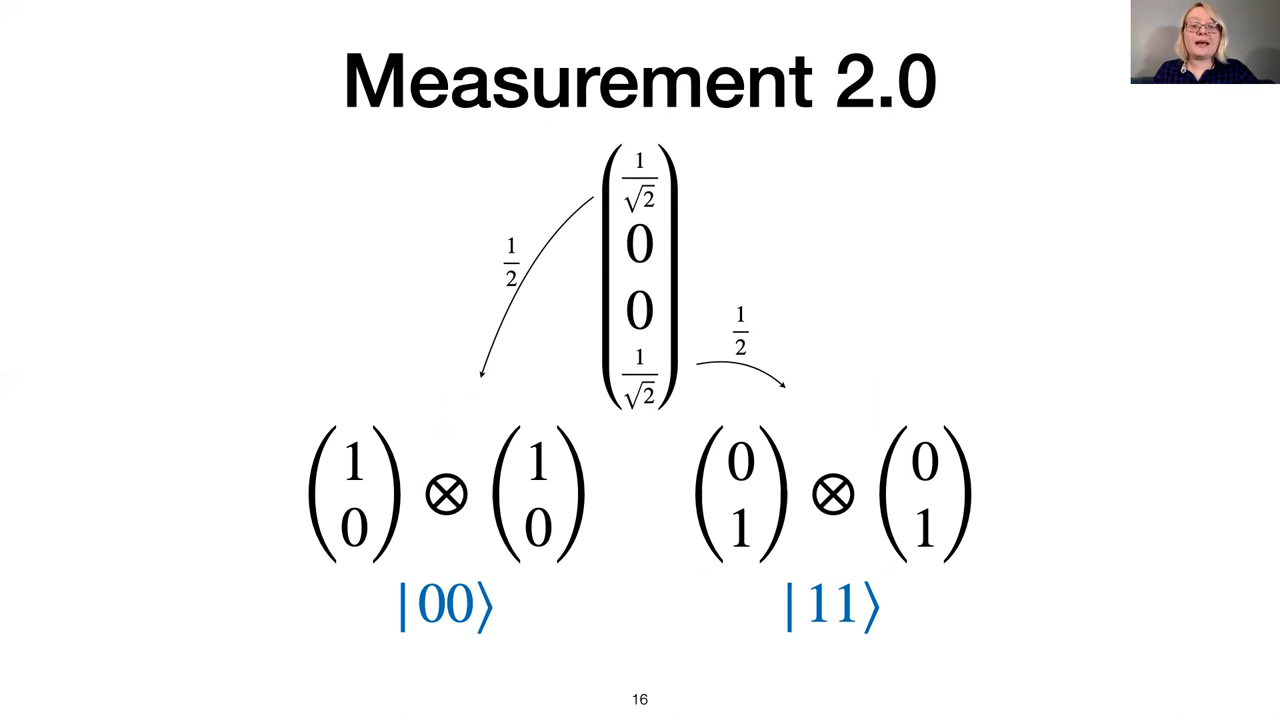 Measurement 2.0
1/√2
0
0
1/√2
1/2
1/2
1 ⊗ 1 0 ⊗ 0
0 0 1 1
|00⟩ |11⟩
16